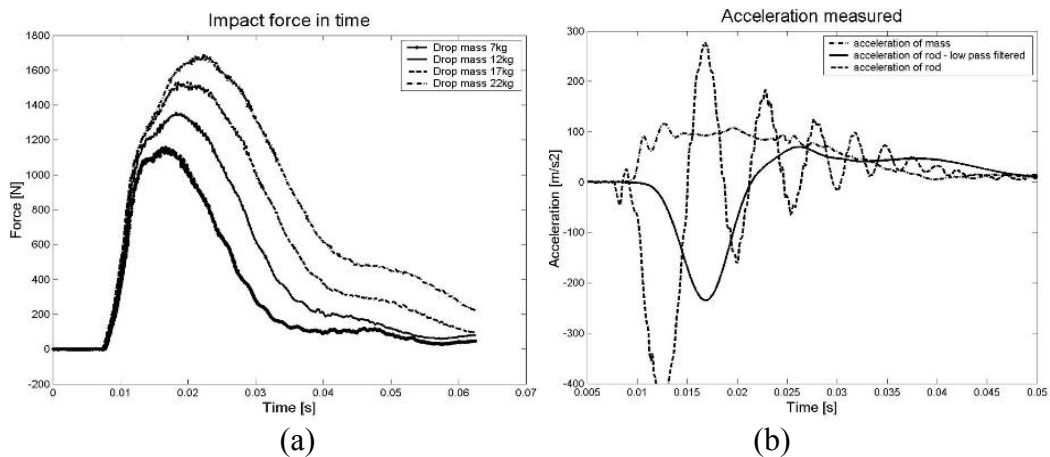 Impact force in time
1800
1600
1400
1200
1000
800
600
400
200
0
-200
Force [N]
Drop mass 7kg
Drop mass 12kg
Drop mass 17kg
Drop mass 22kg
0
0.01
0.02
0.03
0.04
0.05
0.06
0.07
Time [s]
(a)
Acceleration measured
300
200
100
0
-100
-200
-300
-400
Acceleration [m/s2]
acceleration of mass
acceleration of rod - low pass filtered
acceleration of rod
0.005
0.01
0.015
0.02
0.025
0.03
0.035
0.04
0.045
0.05
Time [s]
(b)